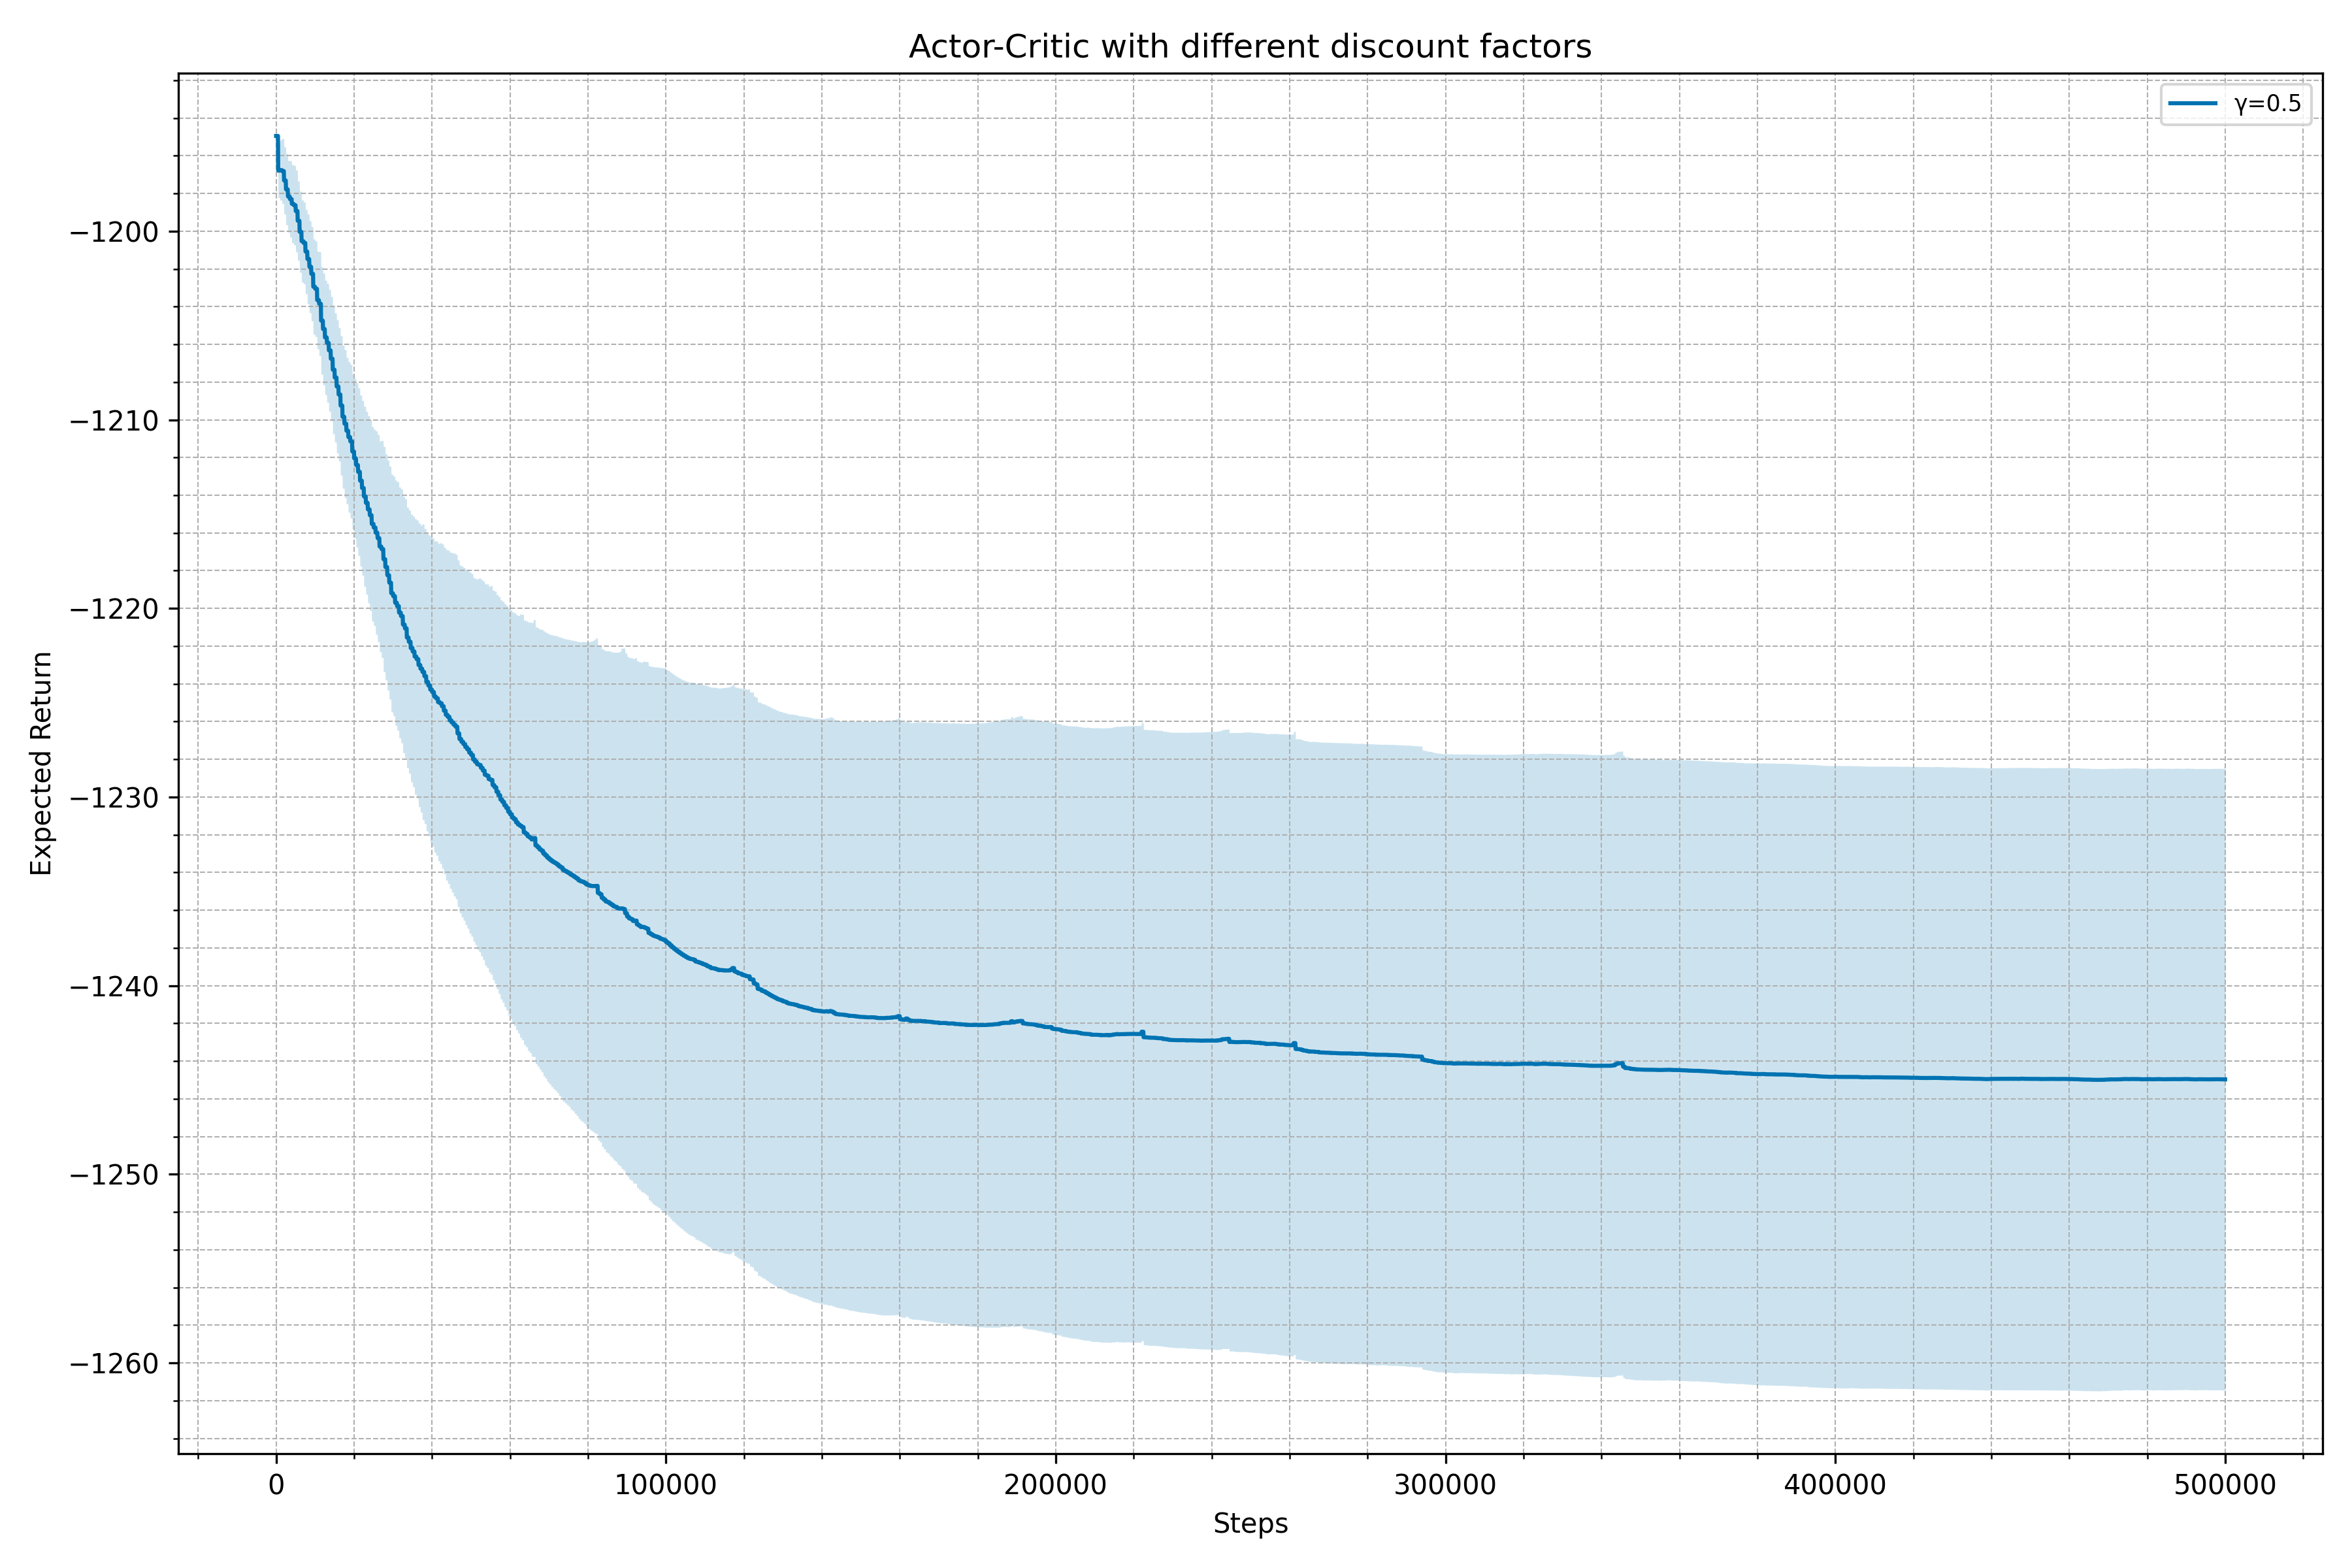 Actor-Critic with different discount factors
γ=0.5
Expected Return
−1200
−1210
−1220
−1230
−1240
−1250
−1260
0 100000 200000 300000 400000 500000
Steps